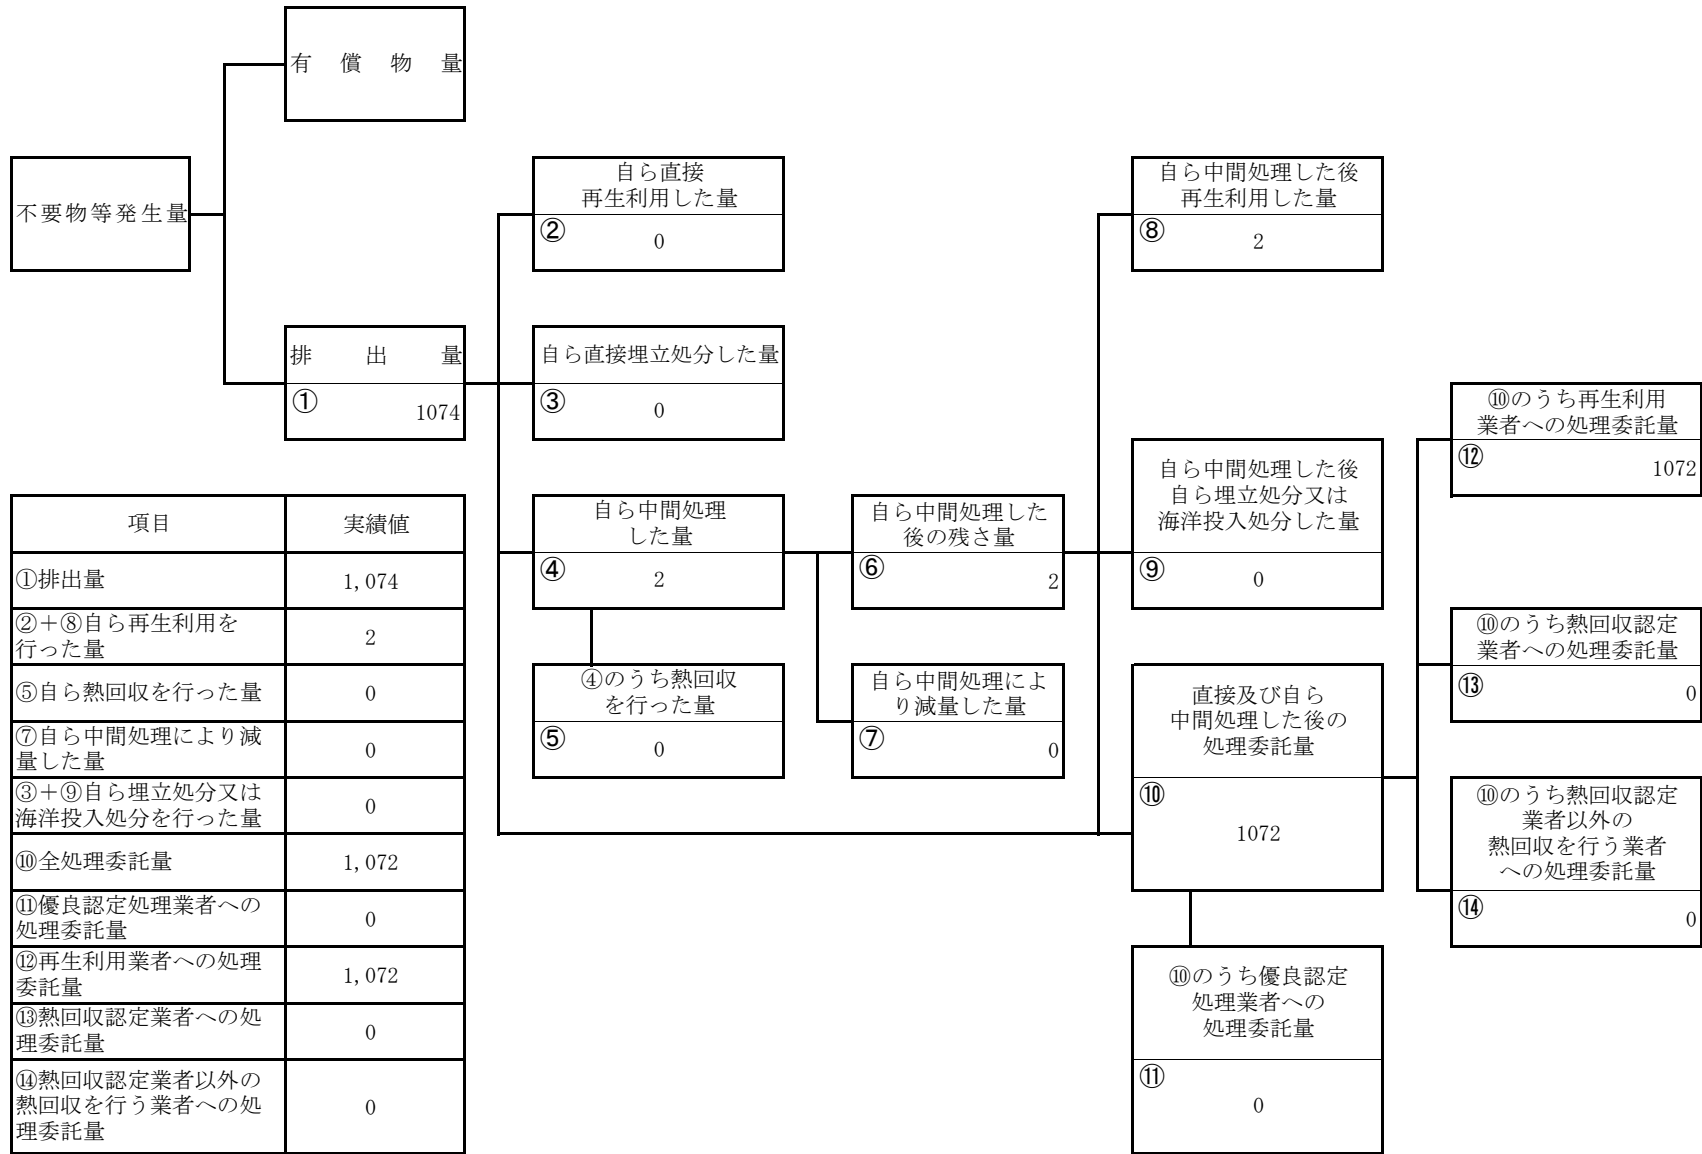 有償物量
不要物等発生量
排出量
①
1074
自ら直接
再生利用した量
②
0
自ら直接埋立処分した量
③
0
自ら中間処理
した量
④
2
④のうち熱回収
を行った量
⑤
0
自ら中間処理した
後の残さ量
⑥
2
自ら中間処理によ
り減量した量
⑦
0
自ら中間処理した後
再生利用した量
⑧
2
自ら中間処理した後
自ら埋立処分又は
海洋投入処分した量
⑨
0
直接及び自ら
中間処理した後の
処理委託量
⑩
1072
⑩のうち優良認定
処理業者への
処理委託量
⑪
0
⑩のうち再生利用
業者への処理委託量
⑫
1072
⑩のうち熱回収認定
業者への処理委託量
⑬
0
⑩のうち熱回収認定
業者以外の
熱回収を行う業者
への処理委託量
⑭
0
項目 実績値
①排出量 1,074
②＋⑧自ら再生利用を
行った量 2
⑤自ら熱回収を行った量 0
⑦自ら中間処理により減
量した量 0
③＋⑨自ら埋立処分又は
海洋投入処分を行った量 0
⑩全処理委託量 1,072
⑪優良認定処理業者への
処理委託量 0
⑫再生利用業者への処理
委託量 1,072
⑬熱回収認定業者への処
理委託量 0
⑭熱回収認定業者以外の
熱回収を行う業者への処
理委託量 0